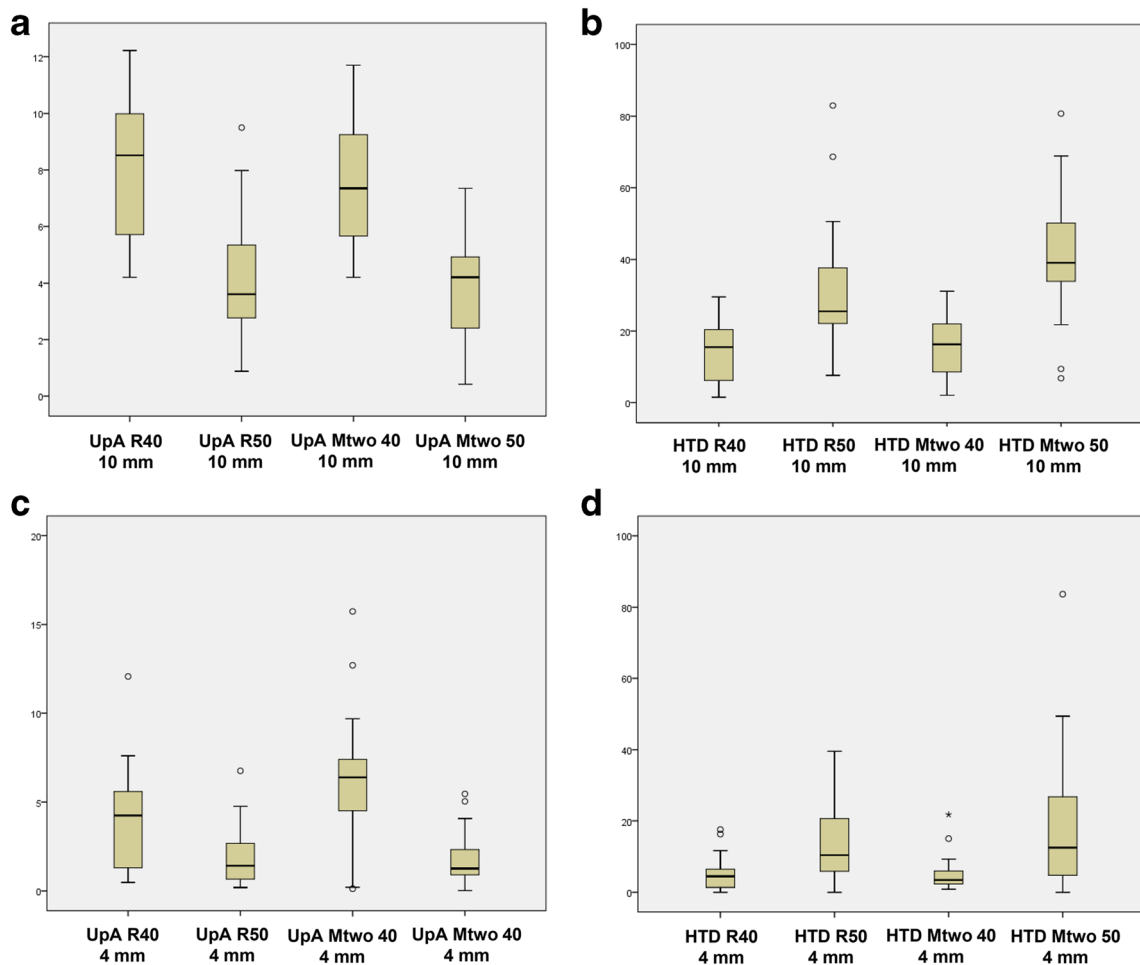 a
12
10
8
6
4
2
0
UpA R40 UpA R50 UpA Mtwo 40 UpA Mtwo 50
10 mm 10 mm 10 mm 10 mm
b
100
80
60
40
20
0
HTD R40 HTD R50 HTD Mtwo 40 HTD Mtwo 50
10 mm 10 mm 10 mm 10 mm
c
20
15
10
5
0
UpA R40 UpA R50 UpA Mtwo 40 UpA Mtwo 40
4 mm 4 mm 4 mm 4 mm
d
100
80
60
40
20
0
HTD R40 HTD R50 HTD Mtwo 40 HTD Mtwo 50
4 mm 4 mm 4 mm 4 mm